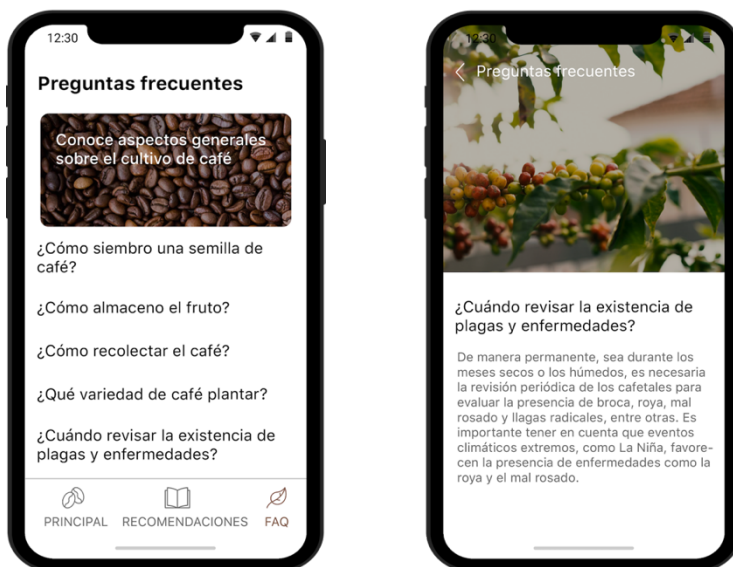 12:30
Preguntas frecuentes
Conoce aspectos generales
sobre el cultivo de café
¿Cómo siembro una semilla de
café?
¿Cómo almaceno el fruto?
¿Cómo recolectar el café?
¿Qué variedad de café plantar?
¿Cuándo revisar la existencia de
plagas y enfermedades?
PRINCIPAL RECOMENDACIONES FAQ
12:30
Preguntas frecuentes
¿Cuándo revisar la existencia de
plagas y enfermedades?
De manera permanente, sea durante los
meses secos o los húmedos, es necesaria
la revisión periódica de los cafetales para
evaluar la presencia de broca, roya, mal
rosado y llagas radicales, entre otras. Es
importante tener en cuenta que eventos
climáticos extremos, como La Niña, favore-
cen la presencia de enfermedades como la
roya y el mal rosado.